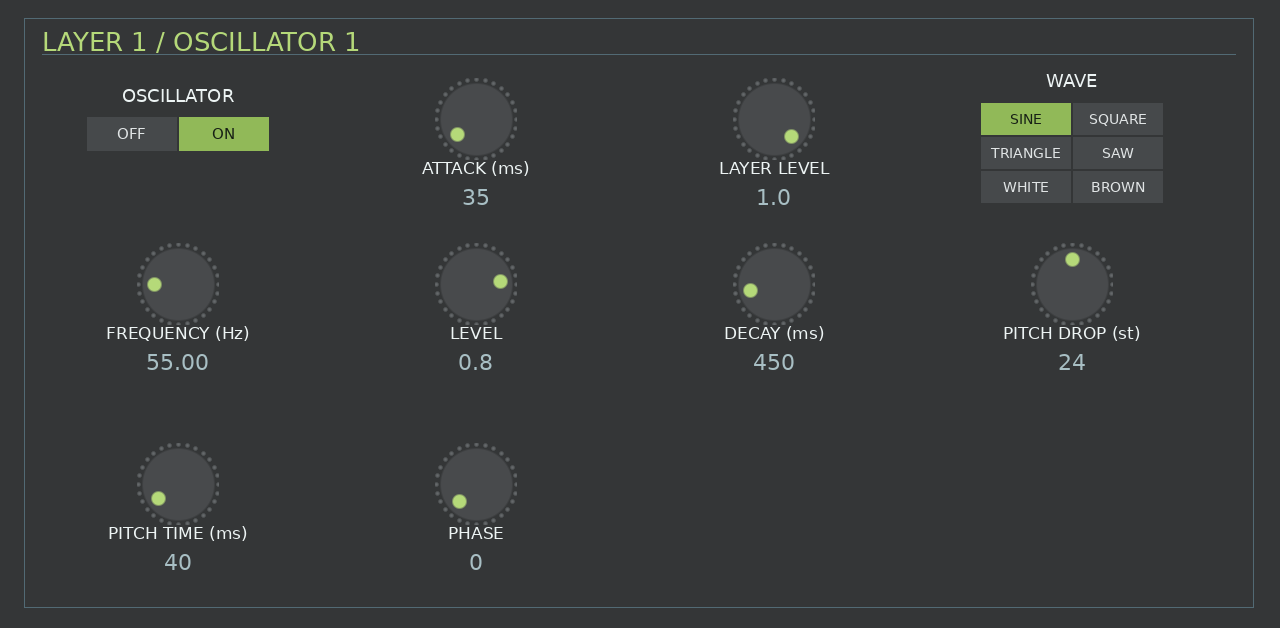 LAYER 1 / OSCILLATOR 1
OSCILLATOR
OFF ON
ATTACK (ms)
35
LAYER LEVEL
1.0
WAVE
SINE SQUARE
TRIANGLE SAW
WHITE BROWN
FREQUENCY (Hz)
55.00
LEVEL
0.8
DECAY (ms)
450
PITCH DROP (st)
24
PITCH TIME (ms)
40
PHASE
0